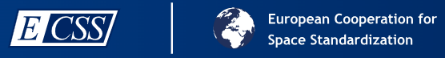 ECSS
European Cooperation for
Space Standardization